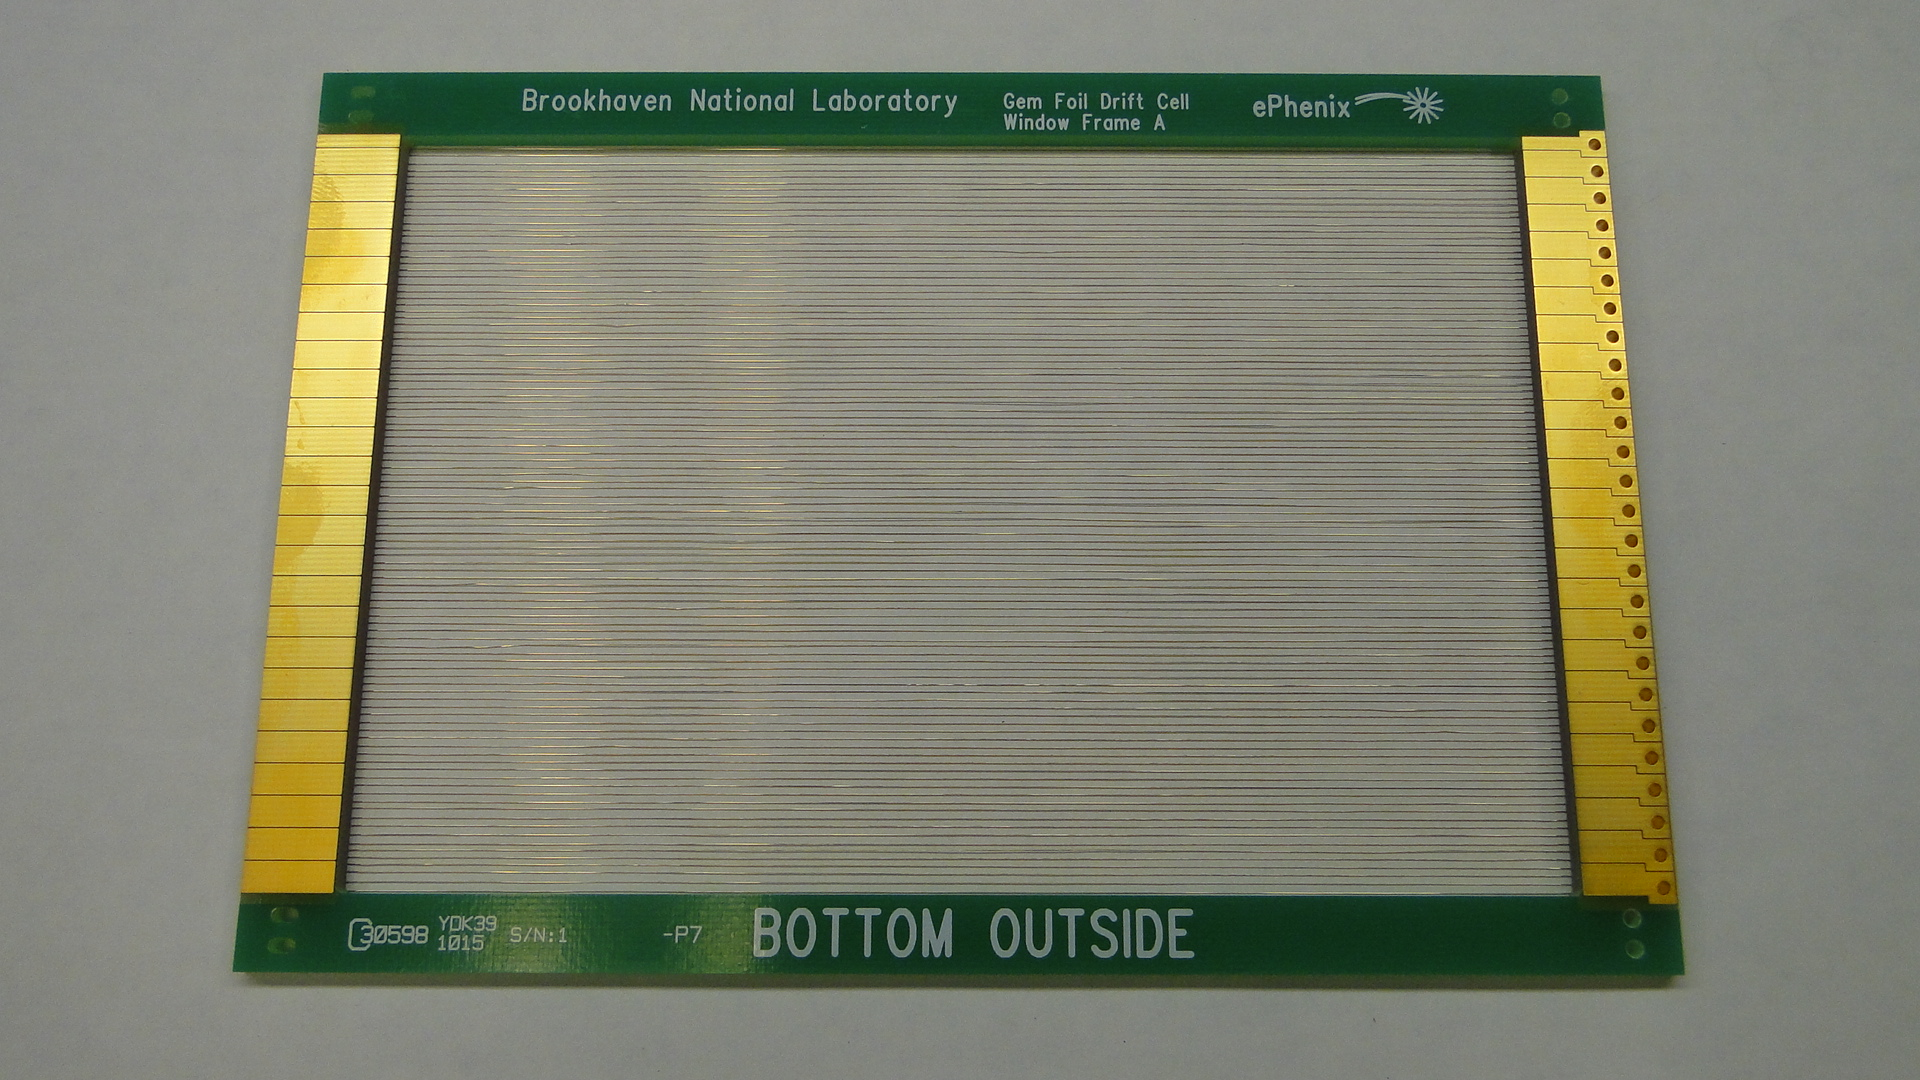 Brookhaven National Laboratory
Gem Foil Drift Cell
Window Frame A
ePhenix
30598
YDK39
1015
S/N:1
-P7
BOTTOM OUTSIDE